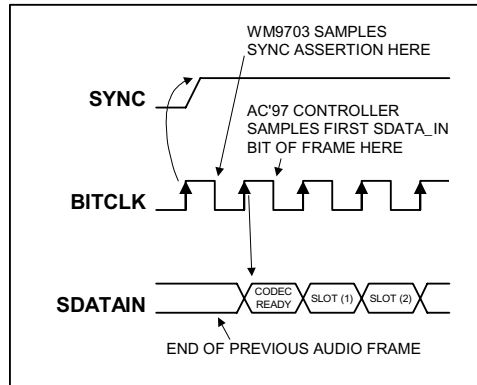 WM9703 SAMPLES
SYNC ASSERTION HERE
SYNC
AC'97 CONTROLLER
SAMPLES FIRST SDATA_IN
BIT OF FRAME HERE
BITCLK
SDATAIN
CODEC
READY
SLOT (1)
SLOT (2)
END OF PREVIOUS AUDIO FRAME